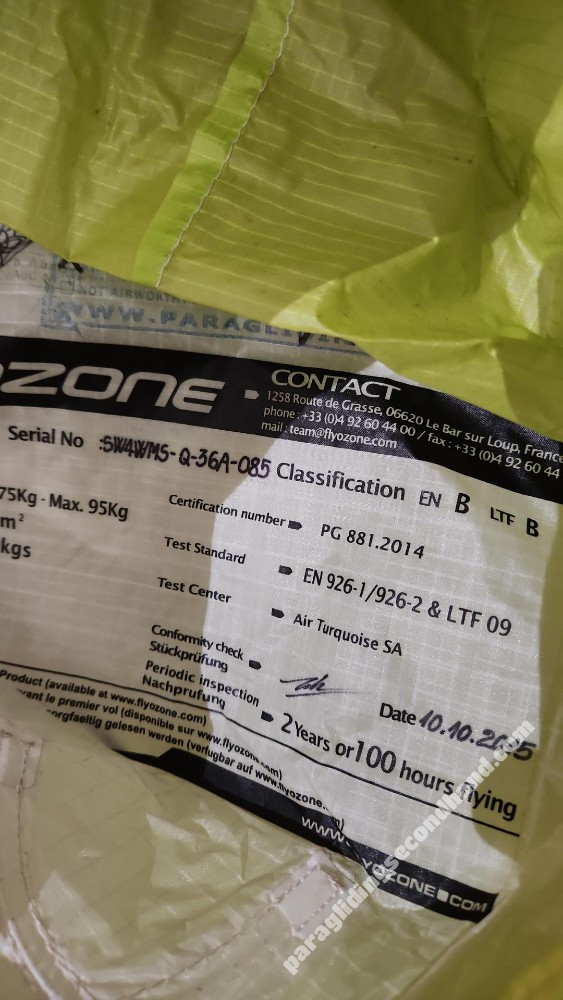 NOT AIRWORTH
WWW.PARAGLIDIN
OZONE
CONTACT
1258 Route de Grasse, 06620 Le Bar sur Loup, France
phone : +33 (0)4 92 60 44 00 / fax : +33 (0)4 92 60 44
mail : team@flyozone.com
Serial No SW4WMS-Q-36A-085 Classification EN B LTF B
75Kg - Max. 95Kg
m²
kgs
Certification number PG 881.2014
Test Standard EN 926-1/926-2 & LTF 09
Test Center Air Turquoise SA
Conformity check
Stückprüfung
Date 10.10.2015
Periodic inspection
Nachprufung
2 Years or 100 hours flying
Product (available at www.flyozone.com)
vant le premier vol (disponible sur www.flyozone.com)
orgfaeltig gelesen werden (verfugbar auf www.flyozone.
WWW. YOZONE.COM
paraglidingsecondhand.com